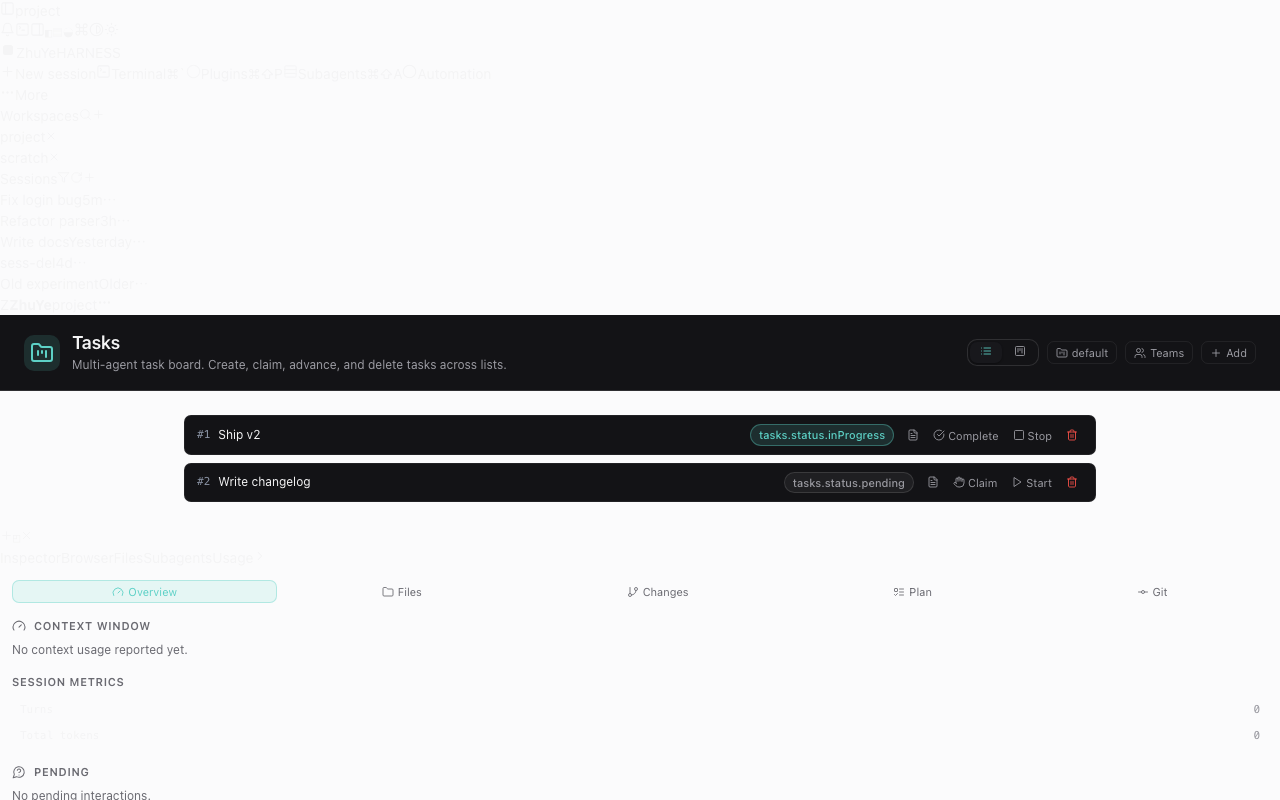 project
ZhuYeHARNESS
New session Terminal⌘ Plugins⌘⇧P Subagents⌘⇧A Automation
More
Workspaces
project
scratch
Sessions
Fix login bug5m
Refactor parser3h
Write docsYesterday
sess-del4d
Old experimentOlder
ZZhuYeproject
Tasks
Multi-agent task board. Create, claim, advance, and delete tasks across lists.
default
Teams
Add
#1 Ship v2 tasks.status.inProgress Complete Stop
#2 Write changelog tasks.status.pending Claim Start
InspectorBrowserFilesSubagentsUsage
Overview Files Changes Plan Git
CONTEXT WINDOW
No context usage reported yet.
SESSION METRICS
Turns 0
Total tokens 0
PENDING
No pending interactions.